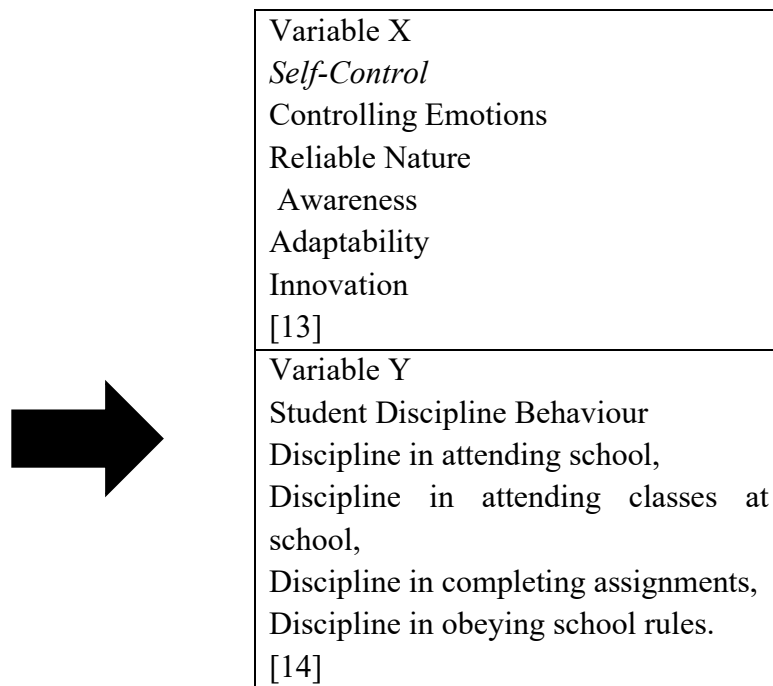 Variable X
Self-Control
Controlling Emotions
Reliable Nature
Awareness
Adaptability
Innovation
[13]
Variable Y
Student Discipline Behaviour
Discipline in attending school,
Discipline in attending classes at
school,
Discipline in completing assignments,
Discipline in obeying school rules.
[14]